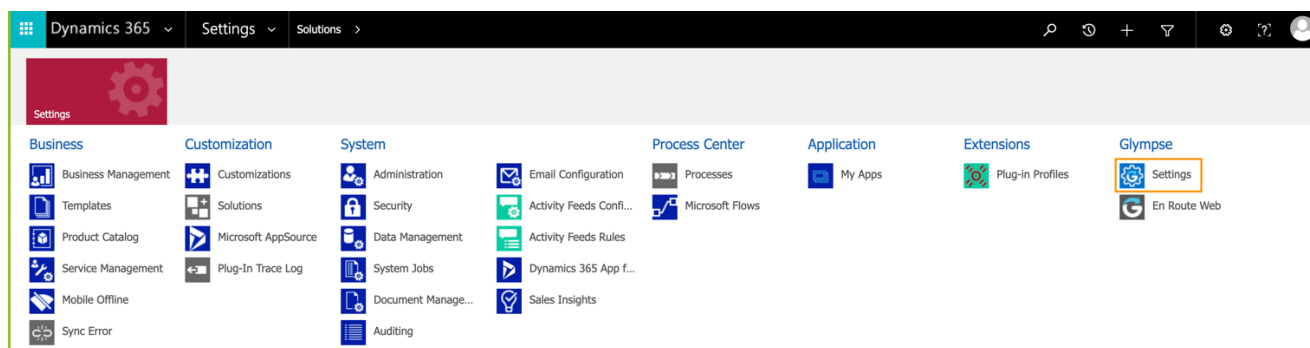 Dynamics 365 Settings Solutions >
Settings
Business Customization System Process Center Application Extensions Glympse
Business Management Customizations Administration Email Configuration Processes My Apps Plug-in Profiles Settings
Templates Solutions Security Activity Feeds Confi... Microsoft Flows En Route Web
Product Catalog Microsoft AppSource Data Management Activity Feeds Rules
Service Management Plug-In Trace Log System Jobs Dynamics 365 App f...
Mobile Offline Document Manage... Sales Insights
Sync Error Auditing